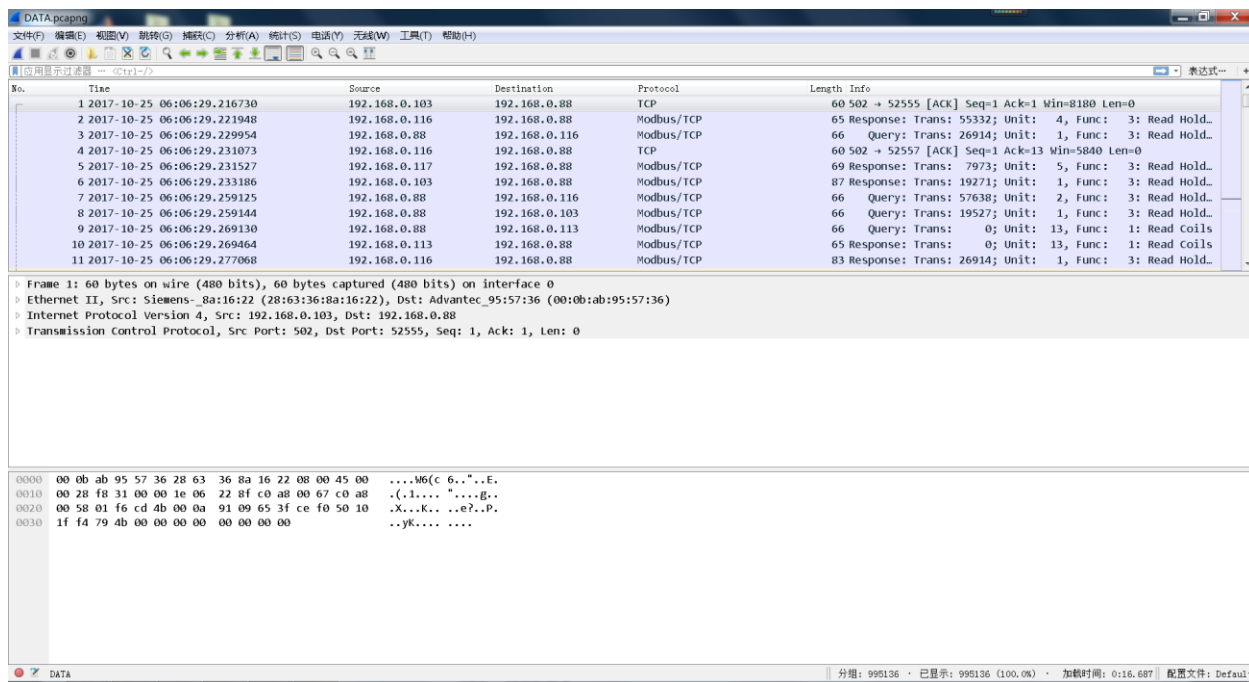 DATA.pcapng
文件(F) 编辑(E) 视图(V) 跳转(G) 捕获(C) 分析(A) 统计(S) 电话(Y) 无线(W) 工具(T) 帮助(H)
应用显示过滤器 … <Ctrl-/> 表达式… +
No. Time Source Destination Protocol Length Info
1 2017-10-25 06:06:29.216730 192.168.0.103 192.168.0.88 TCP 60 502 → 52555 [ACK] Seq=1 Ack=1 Win=8180 Len=0
2 2017-10-25 06:06:29.221948 192.168.0.116 192.168.0.88 Modbus/TCP 65 Response: Trans: 55332; Unit: 4, Func: 3: Read Hold…
3 2017-10-25 06:06:29.229954 192.168.0.88 192.168.0.116 Modbus/TCP 66 Query: Trans: 26914; Unit: 1, Func: 3: Read Hold…
4 2017-10-25 06:06:29.231073 192.168.0.116 192.168.0.88 TCP 60 502 → 52557 [ACK] Seq=1 Ack=13 Win=5840 Len=0
5 2017-10-25 06:06:29.231527 192.168.0.117 192.168.0.88 Modbus/TCP 69 Response: Trans: 7973; Unit: 5, Func: 3: Read Hold…
6 2017-10-25 06:06:29.233186 192.168.0.103 192.168.0.88 Modbus/TCP 87 Response: Trans: 19271; Unit: 1, Func: 3: Read Hold…
7 2017-10-25 06:06:29.259125 192.168.0.88 192.168.0.116 Modbus/TCP 66 Query: Trans: 57638; Unit: 2, Func: 3: Read Hold…
8 2017-10-25 06:06:29.259144 192.168.0.88 192.168.0.103 Modbus/TCP 66 Query: Trans: 19527; Unit: 1, Func: 3: Read Hold…
9 2017-10-25 06:06:29.269130 192.168.0.88 192.168.0.113 Modbus/TCP 66 Query: Trans: 0; Unit: 13, Func: 1: Read Coils
10 2017-10-25 06:06:29.269464 192.168.0.113 192.168.0.88 Modbus/TCP 65 Response: Trans: 0; Unit: 13, Func: 1: Read Coils
11 2017-10-25 06:06:29.277068 192.168.0.116 192.168.0.88 Modbus/TCP 83 Response: Trans: 26914; Unit: 1, Func: 3: Read Hold…
Frame 1: 60 bytes on wire (480 bits), 60 bytes captured (480 bits) on interface 0
Ethernet II, Src: Siemens-_8a:16:22 (28:63:36:8a:16:22), Dst: Advantec_95:57:36 (00:0b:ab:95:57:36)
Internet Protocol Version 4, Src: 192.168.0.103, Dst: 192.168.0.88
Transmission Control Protocol, Src Port: 502, Dst Port: 52555, Seq: 1, Ack: 1, Len: 0
0000 00 0b ab 95 57 36 28 63 36 8a 16 22 08 00 45 00 ....W6(c 6.."..E.
0010 00 28 f8 31 00 00 1e 06 22 8f c0 a8 00 67 c0 a8 .(.1.... "....g..
0020 00 58 01 f6 cd 4b 00 0a 91 09 65 3f ce f0 50 10 .X...K.. ..e?..P.
0030 1f f4 79 4b 00 00 00 00 00 00 00 00 ..yK.... ....
DATA 分组: 995136 · 已显示: 995136 (100.0%) · 加载时间: 0:16.687 配置文件: Defaul